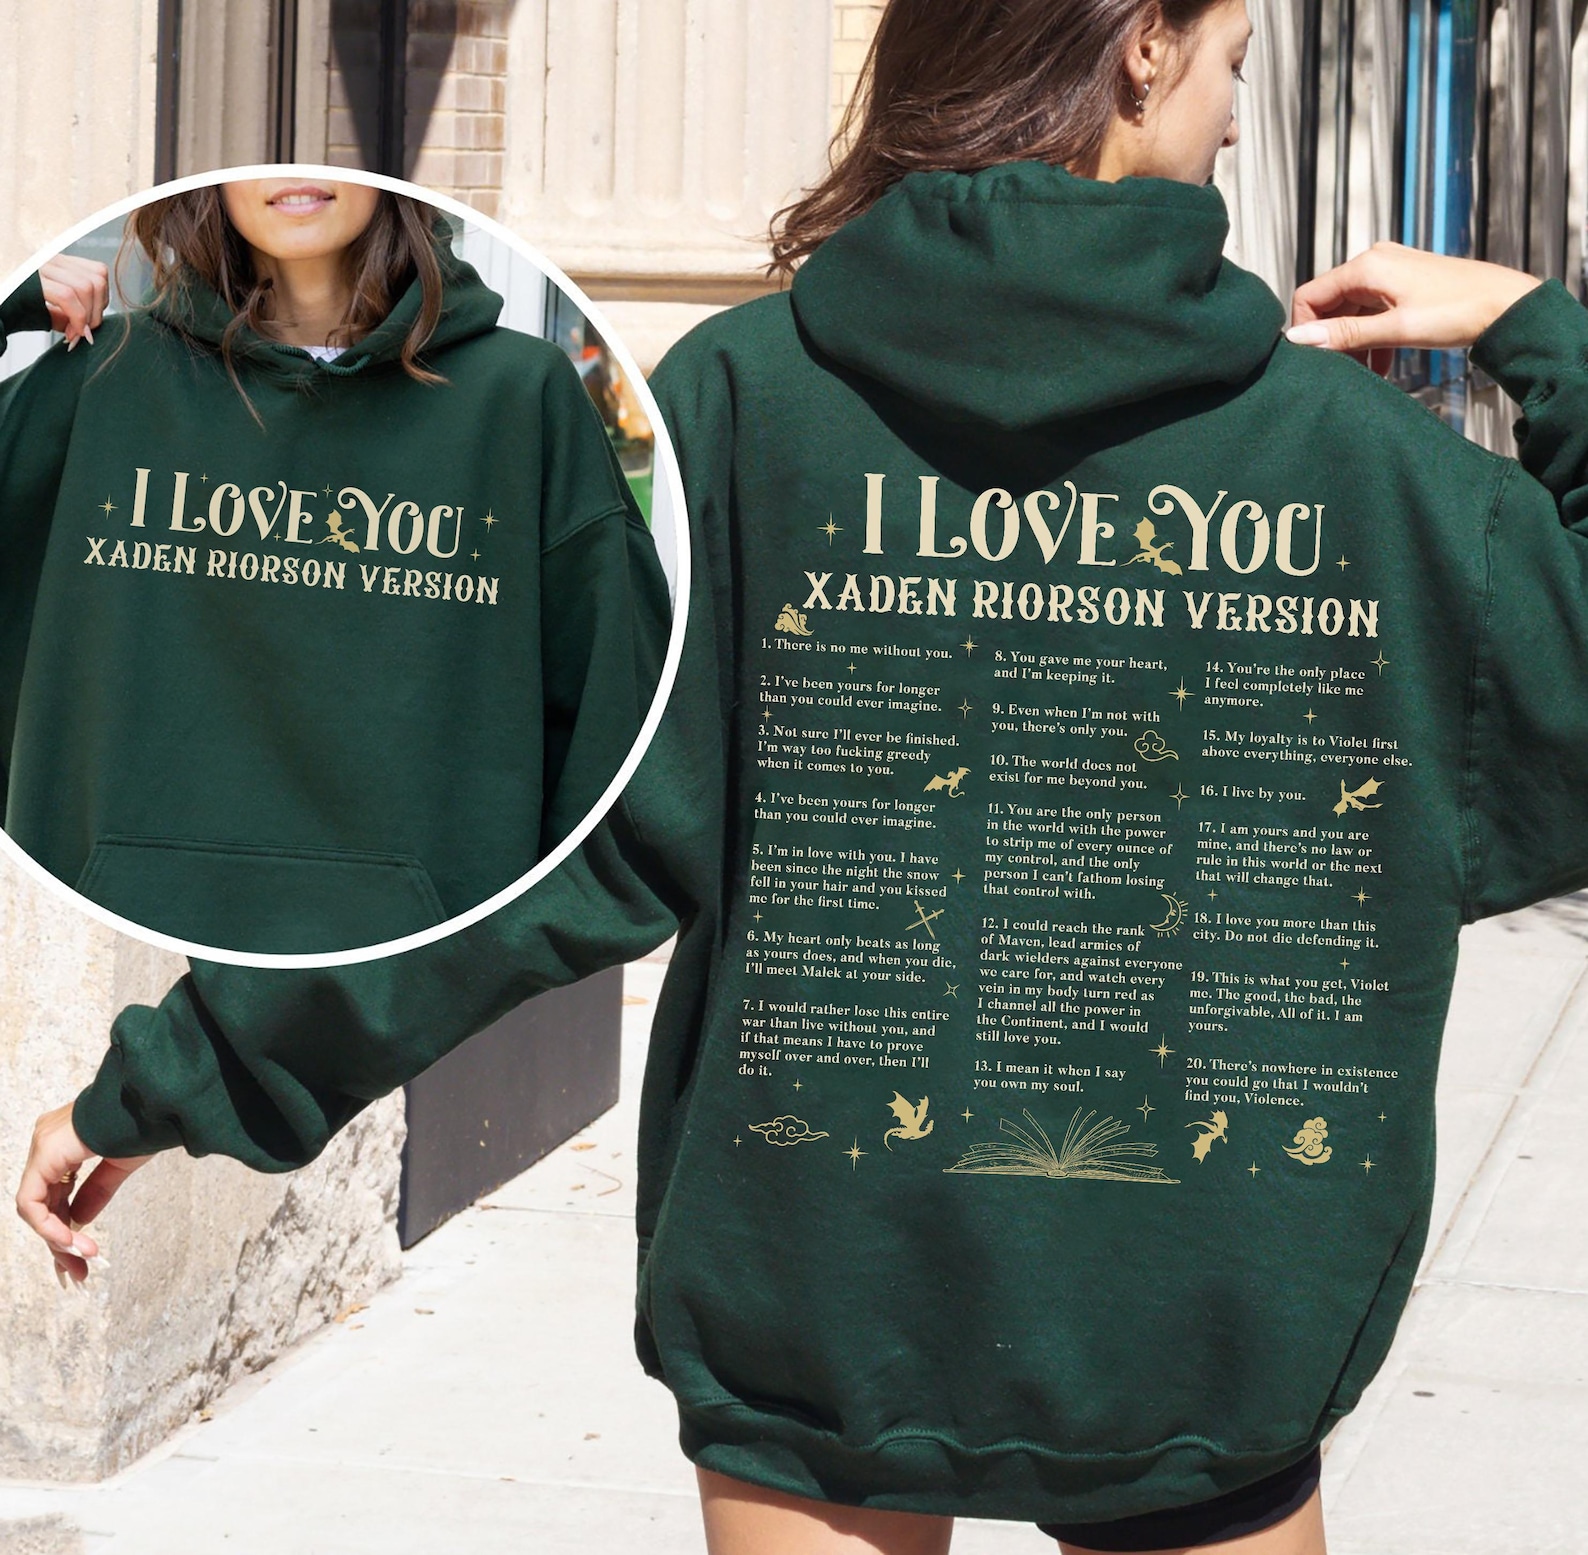 I LOVE YOU
XADEN RIORSON VERSION
I LOVE YOU
XADEN RIORSON VERSION
1. There is no me without you.
2. I've been yours for longer
than you could ever imagine.
3. Not sure I'll ever be finished.
I'm way too fucking greedy
when it comes to you.
4. I've been yours for longer
than you could ever imagine.
5. I'm in love with you. I have
been since the night the snow
fell in your hair and you kissed
me for the first time.
6. My heart only beats as long
as yours does, and when you die,
I'll meet Malek at your side.
7. I would rather lose this entire
war than live without you, and
if that means I have to prove
myself over and over, then I'll
do it.
8. You gave me your heart,
and I'm keeping it.
9. Even when I'm not with
you, there's only you.
10. The world does not
exist for me beyond you.
11. You are the only person
in the world with the power
to strip me of every ounce of
my control, and the only
person I can't fathom losing
that control with.
12. I could reach the rank
of Maven, lead armies of
dark wielders against everyone
we care for, and watch every
vein in my body turn red as
I channel all the power in
the Continent, and I would
still love you.
13. I mean it when I say
you own my soul.
14. You're the only place
I feel completely like me
anymore.
15. My loyalty is to Violet first
above everything, everyone else.
16. I live by you.
17. I am yours and you are
mine, and there's no law or
rule in this world or the next
that will change that.
18. I love you more than this
city. Do not die defending it.
19. This is what you get, Violet
me. The good, the bad, the
unforgivable, All of it. I am
yours.
20. There's nowhere in existence
you could go that I wouldn't
find you, Violence.